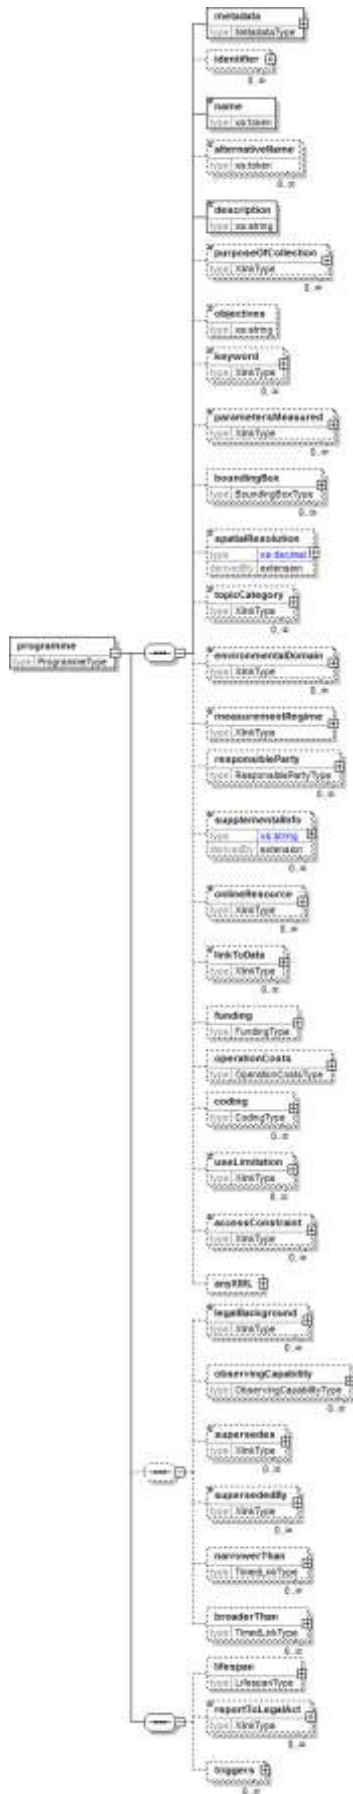 metadata
type MetadataType
identifier
0..∞
name
type xs:token
alternativeName
type xs:token
0..∞
description
type xs:string
purposeOfCollection
type XlinkType
0..∞
objectives
type xs:string
keyword
type XlinkType
0..∞
parametersMeasured
type XlinkType
0..∞
boundingBox
type BoundingBoxType
0..∞
spatialResolution
type xs:decimal
derivedBy extension
topicCategory
type XlinkType
0..∞
programme
type ProgrammeType
environmentalDomain
type XlinkType
0..∞
measurementRegime
type XlinkType
responsibleParty
type ResponsiblePartyType
0..∞
supplementalInfo
type xs:string
derivedBy extension
0..∞
onlineResource
type XlinkType
0..∞
linkToData
type XlinkType
0..∞
funding
type FundingType
operationCosts
type OperationCostsType
coding
type CodingType
0..∞
useLimitation
type XlinkType
0..∞
accessConstraint
type XlinkType
0..∞
anyXML
legalBackground
type XlinkType
0..∞
observingCapability
type ObservingCapabilityType
0..∞
supersedes
type XlinkType
0..∞
supersededBy
type XlinkType
0..∞
narrowerThan
type TimedLinkType
0..∞
broaderThan
type TimedLinkType
0..∞
lifespan
type LifespanType
reportToLegalAct
type XlinkType
0..∞
triggers
0..∞